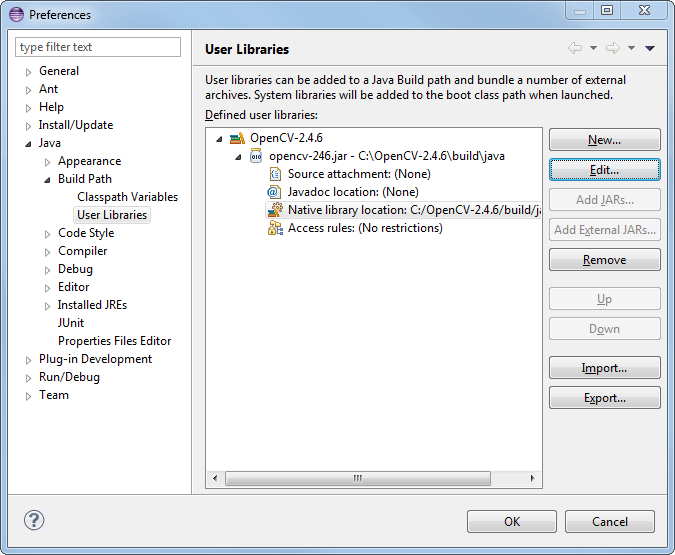 Preferences
type filter text
General
Ant
Help
Install/Update
Java
Appearance
Build Path
Classpath Variables
User Libraries
Code Style
Compiler
Debug
Editor
Installed JREs
JUnit
Properties Files Editor
Plug-in Development
Run/Debug
Team
User Libraries
User libraries can be added to a Java Build path and bundle a number of external
archives. System libraries will be added to the boot class path when launched.
Defined user libraries:
OpenCV-2.4.6
opencv-246.jar - C:\OpenCV-2.4.6\build\java
Source attachment: (None)
Javadoc location: (None)
Native library location: C:/OpenCV-2.4.6/build/ja
Access rules: (No restrictions)
New...
Edit...
Add JARs...
Add External JARs...
Remove
Up
Down
Import...
Export...
OK
Cancel